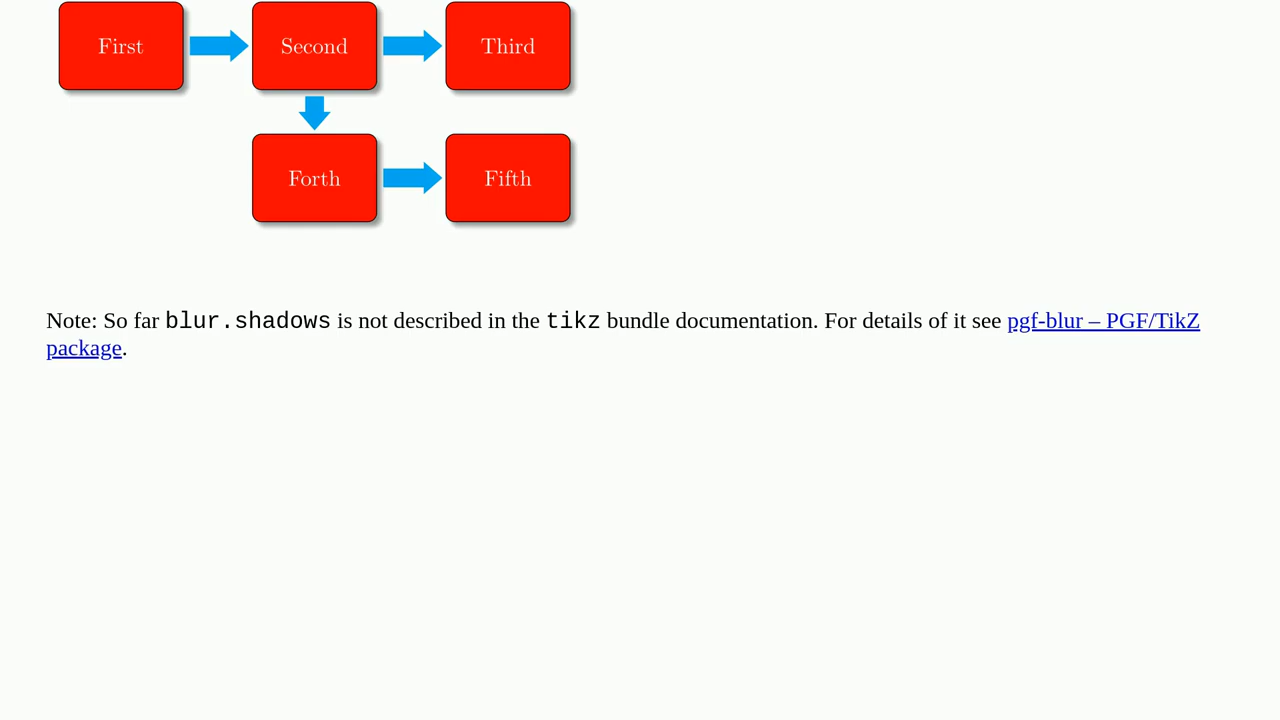 First Second Third
Forth Fifth
Note: So far blur.shadows is not described in the tikz bundle documentation. For details of it see pgf-blur – PGF/TikZ
package.